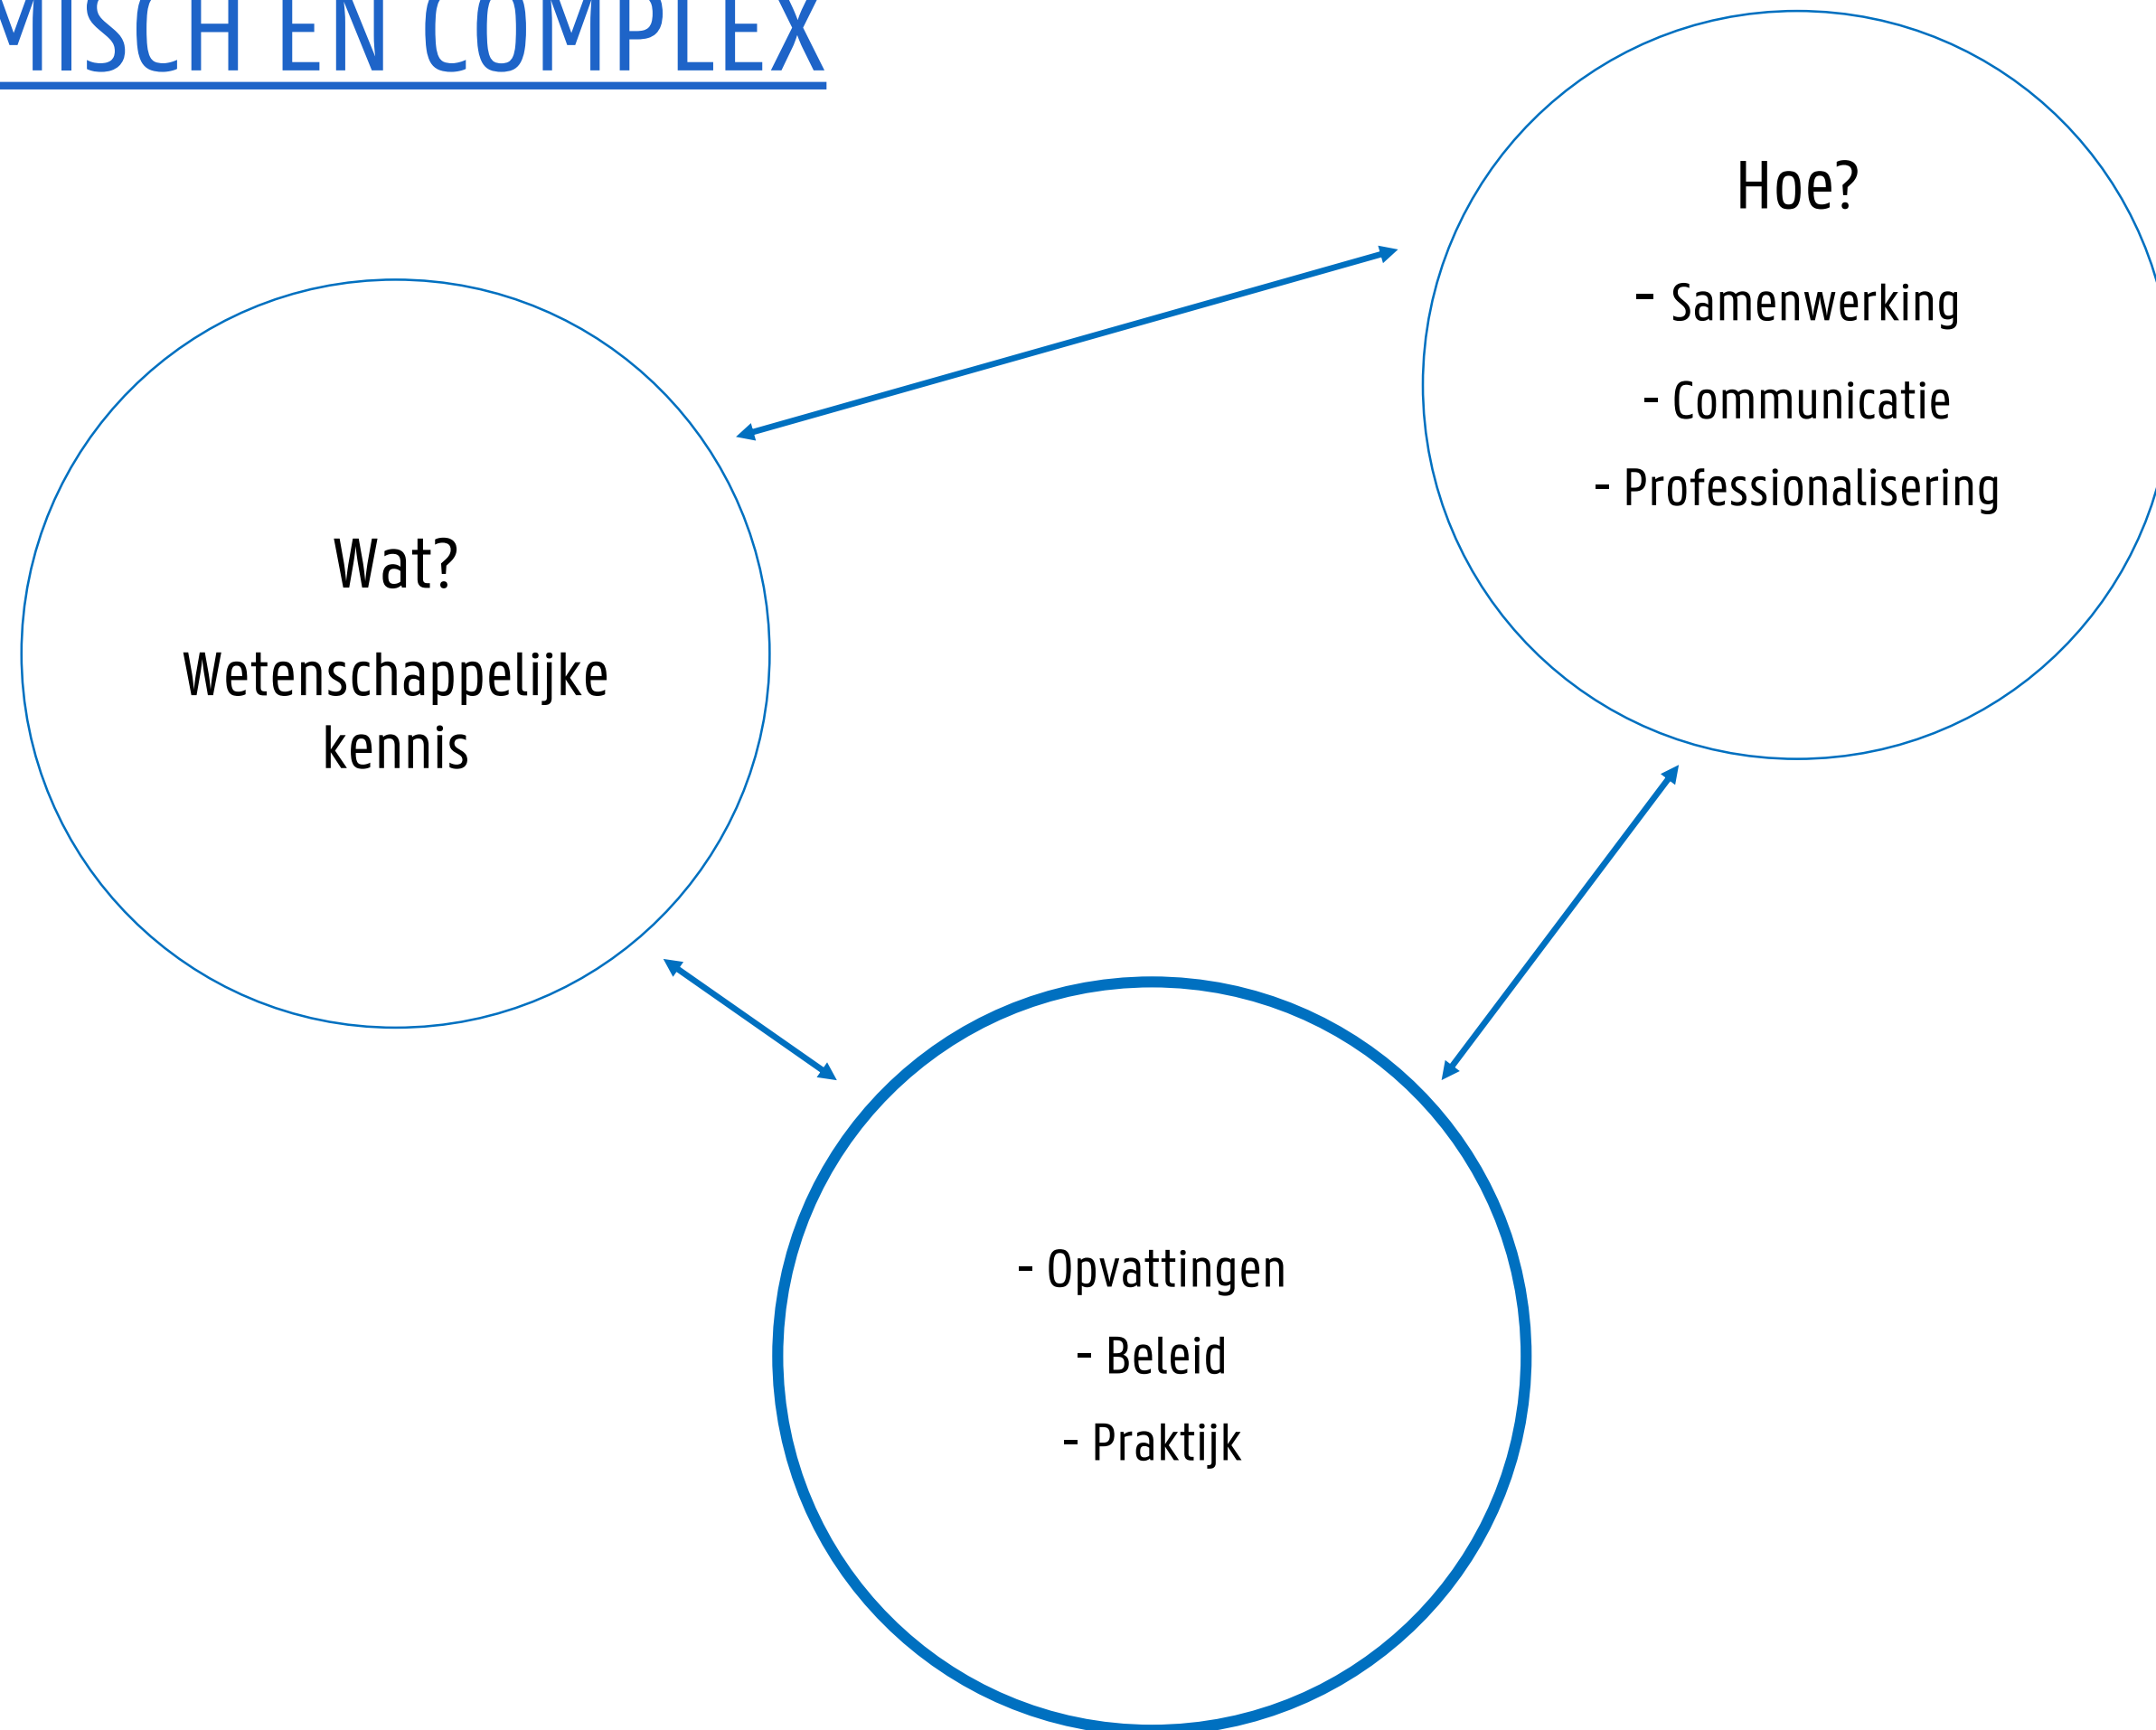 MISCH EN COMPLEX
Hoe?
- Samenwerking
- Communicatie
- Professionalisering
Wat?
Wetenschappelijke
kennis
- Opvattingen
- Beleid
- Praktijk